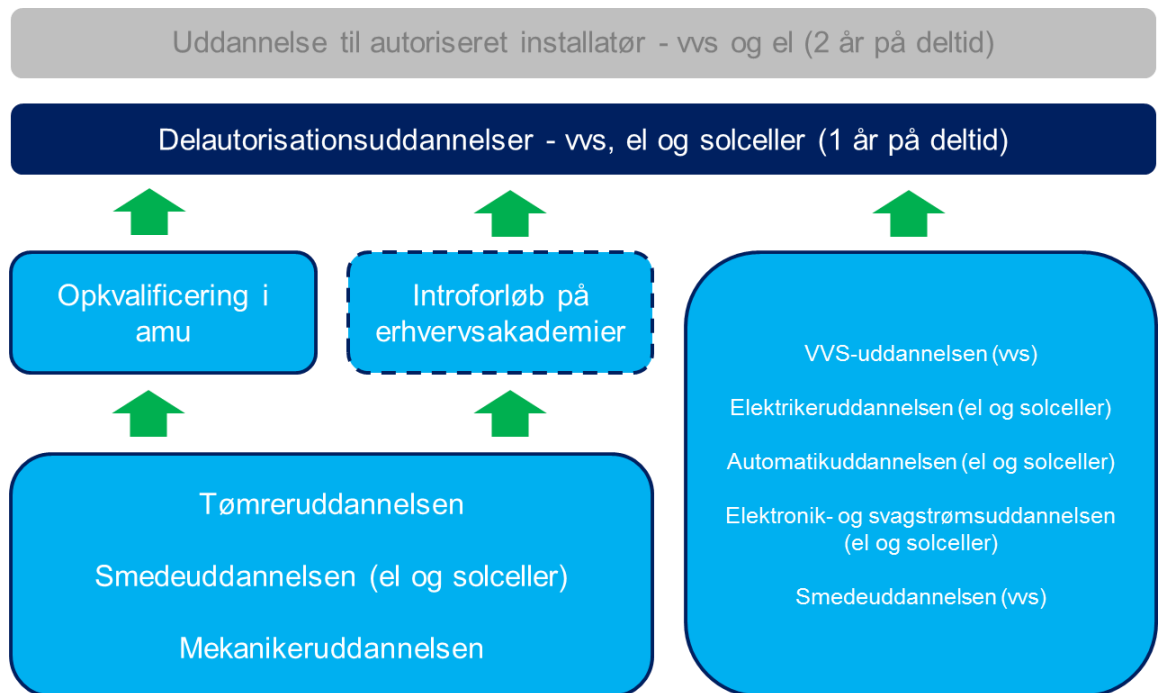 Uddannelse til autoriseret installatør - vvs og el (2 år på deltid)
Delautorisationsuddannelser - vvs, el og solceller (1 år på deltid)
Opkvalificering i
amu
Introforløb på
erhvervsakademier
Tømreruddannelsen
Smedeuddannelsen (el og solceller)
Mekanikeruddannelsen
VVS-uddannelsen (vvs)
Elektrikeruddannelsen (el og solceller)
Automatikuddannelsen (el og solceller)
Elektronik- og svagstrømsuddannelsen
(el og solceller)
Smedeuddannelsen (vvs)